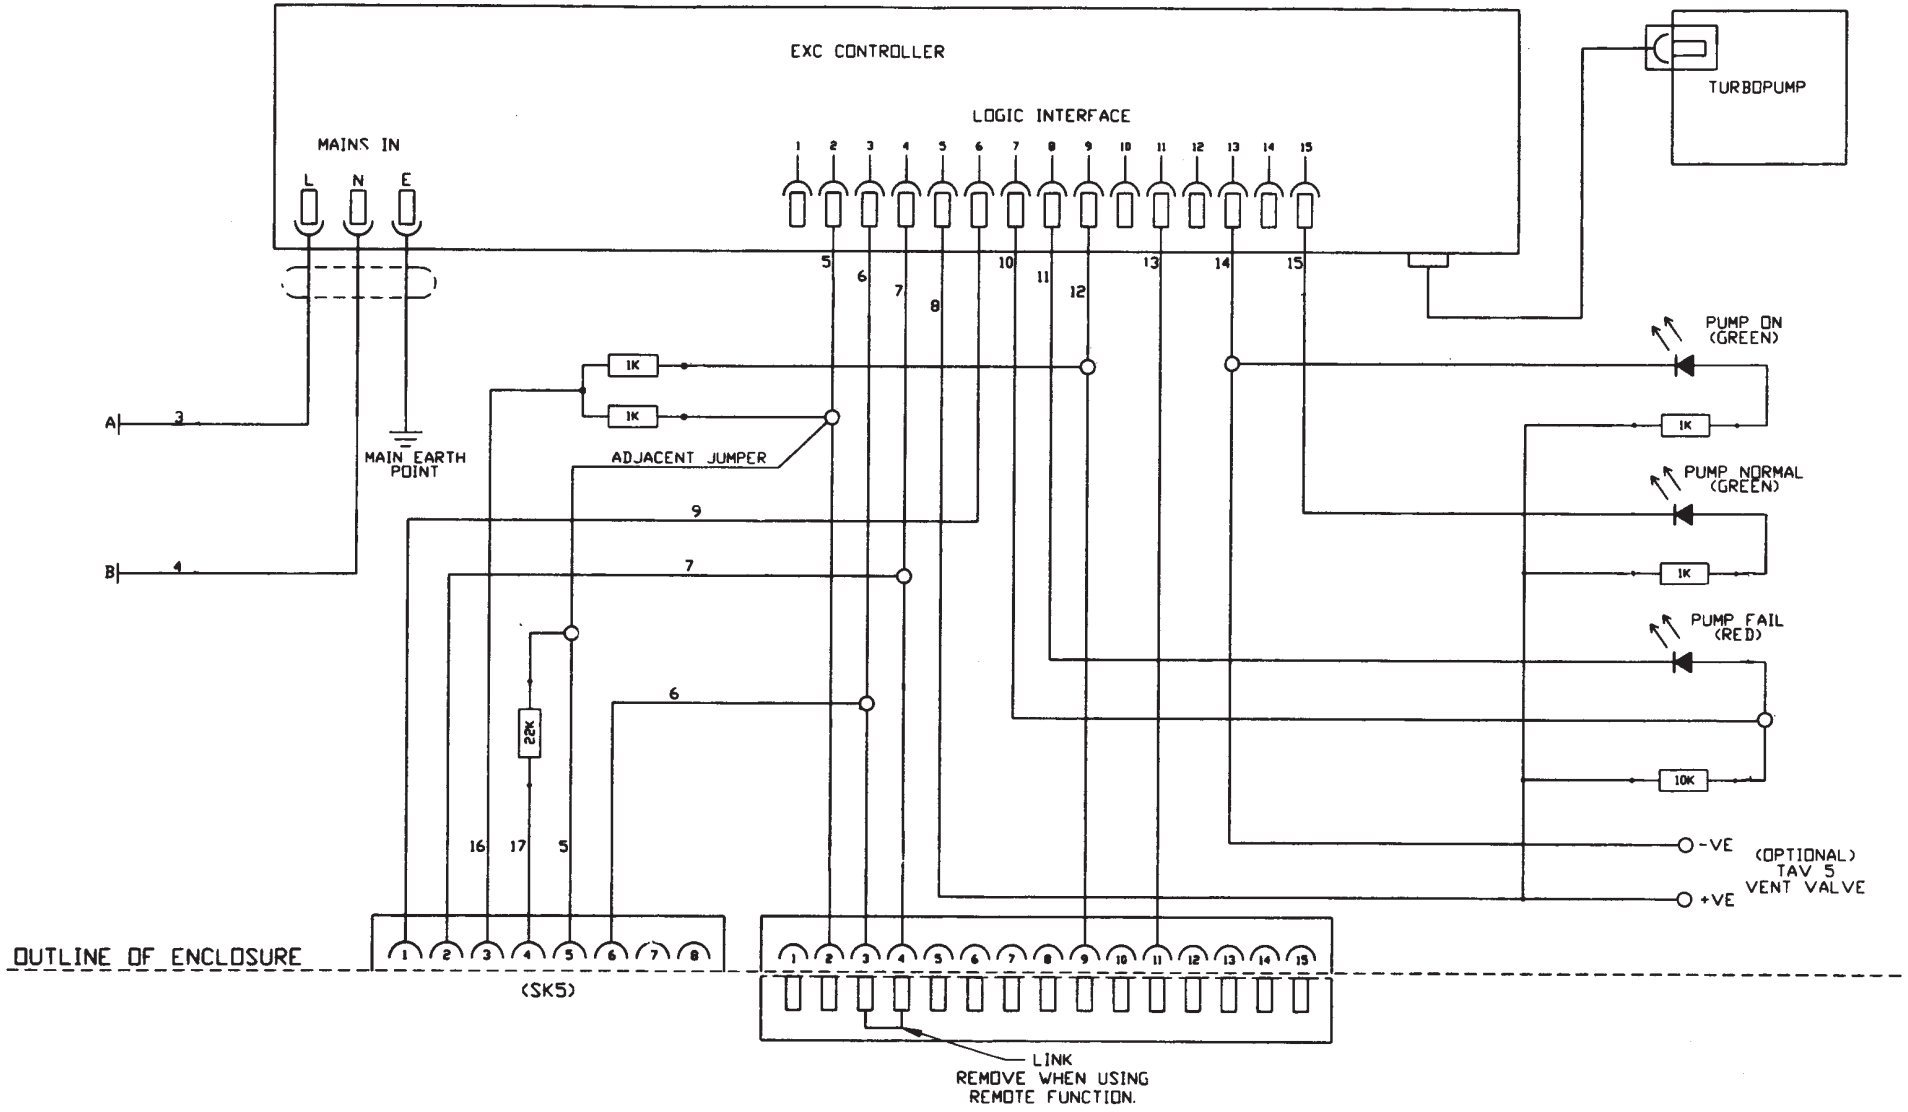 EXC CONTROLLER
TURBOPUMP
LOGIC INTERFACE
MAINS IN
1 2 3 4 5 6 7 8 9 10 11 12 13 14 15
L N E
5 6 7 8 10 11 12 13 14 15
PUMP ON
(GREEN)
1K
1K
A 3
1K
MAIN EARTH
POINT
ADJACENT JUMPER
PUMP NORMAL
(GREEN)
9
B 4
7
1K
PUMP FAIL
(RED)
6
22K
10K
16 17 5
-VE
(OPTIONAL)
TAV 5
VENT VALVE
+VE
OUTLINE OF ENCLOSURE
1 2 3 4 5 6 7 8
1 2 3 4 5 6 7 8 9 10 11 12 13 14 15
(SK5)
LINK
REMOVE WHEN USING
REMOTE FUNCTION.